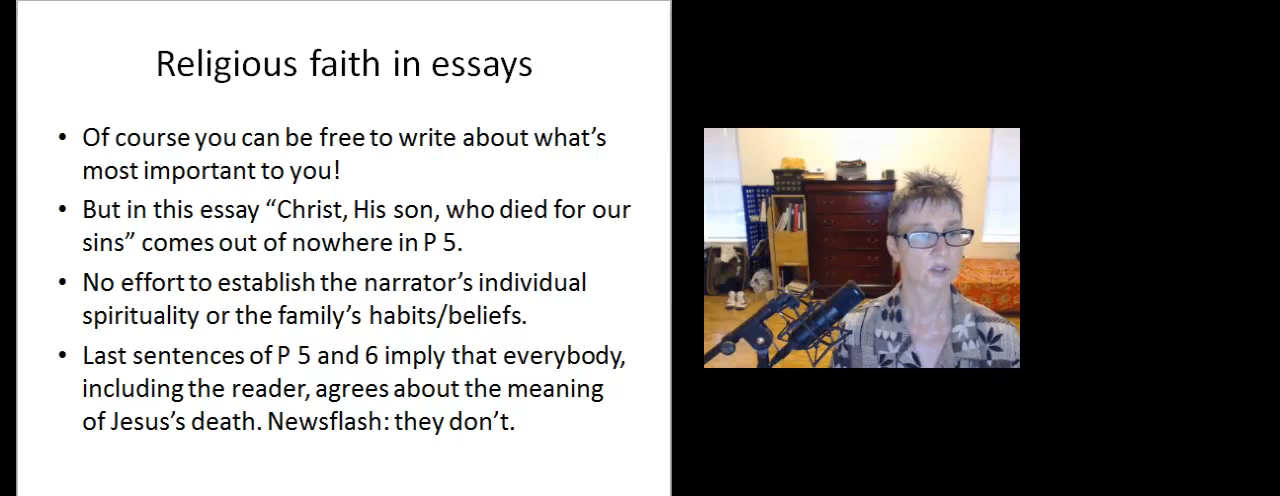 Religious faith in essays
• Of course you can be free to write about what’s
most important to you!
• But in this essay “Christ, His son, who died for our
sins” comes out of nowhere in P 5.
• No effort to establish the narrator’s individual
spirituality or the family’s habits/beliefs.
• Last sentences of P 5 and 6 imply that everybody,
including the reader, agrees about the meaning
of Jesus’s death. Newsflash: they don’t.